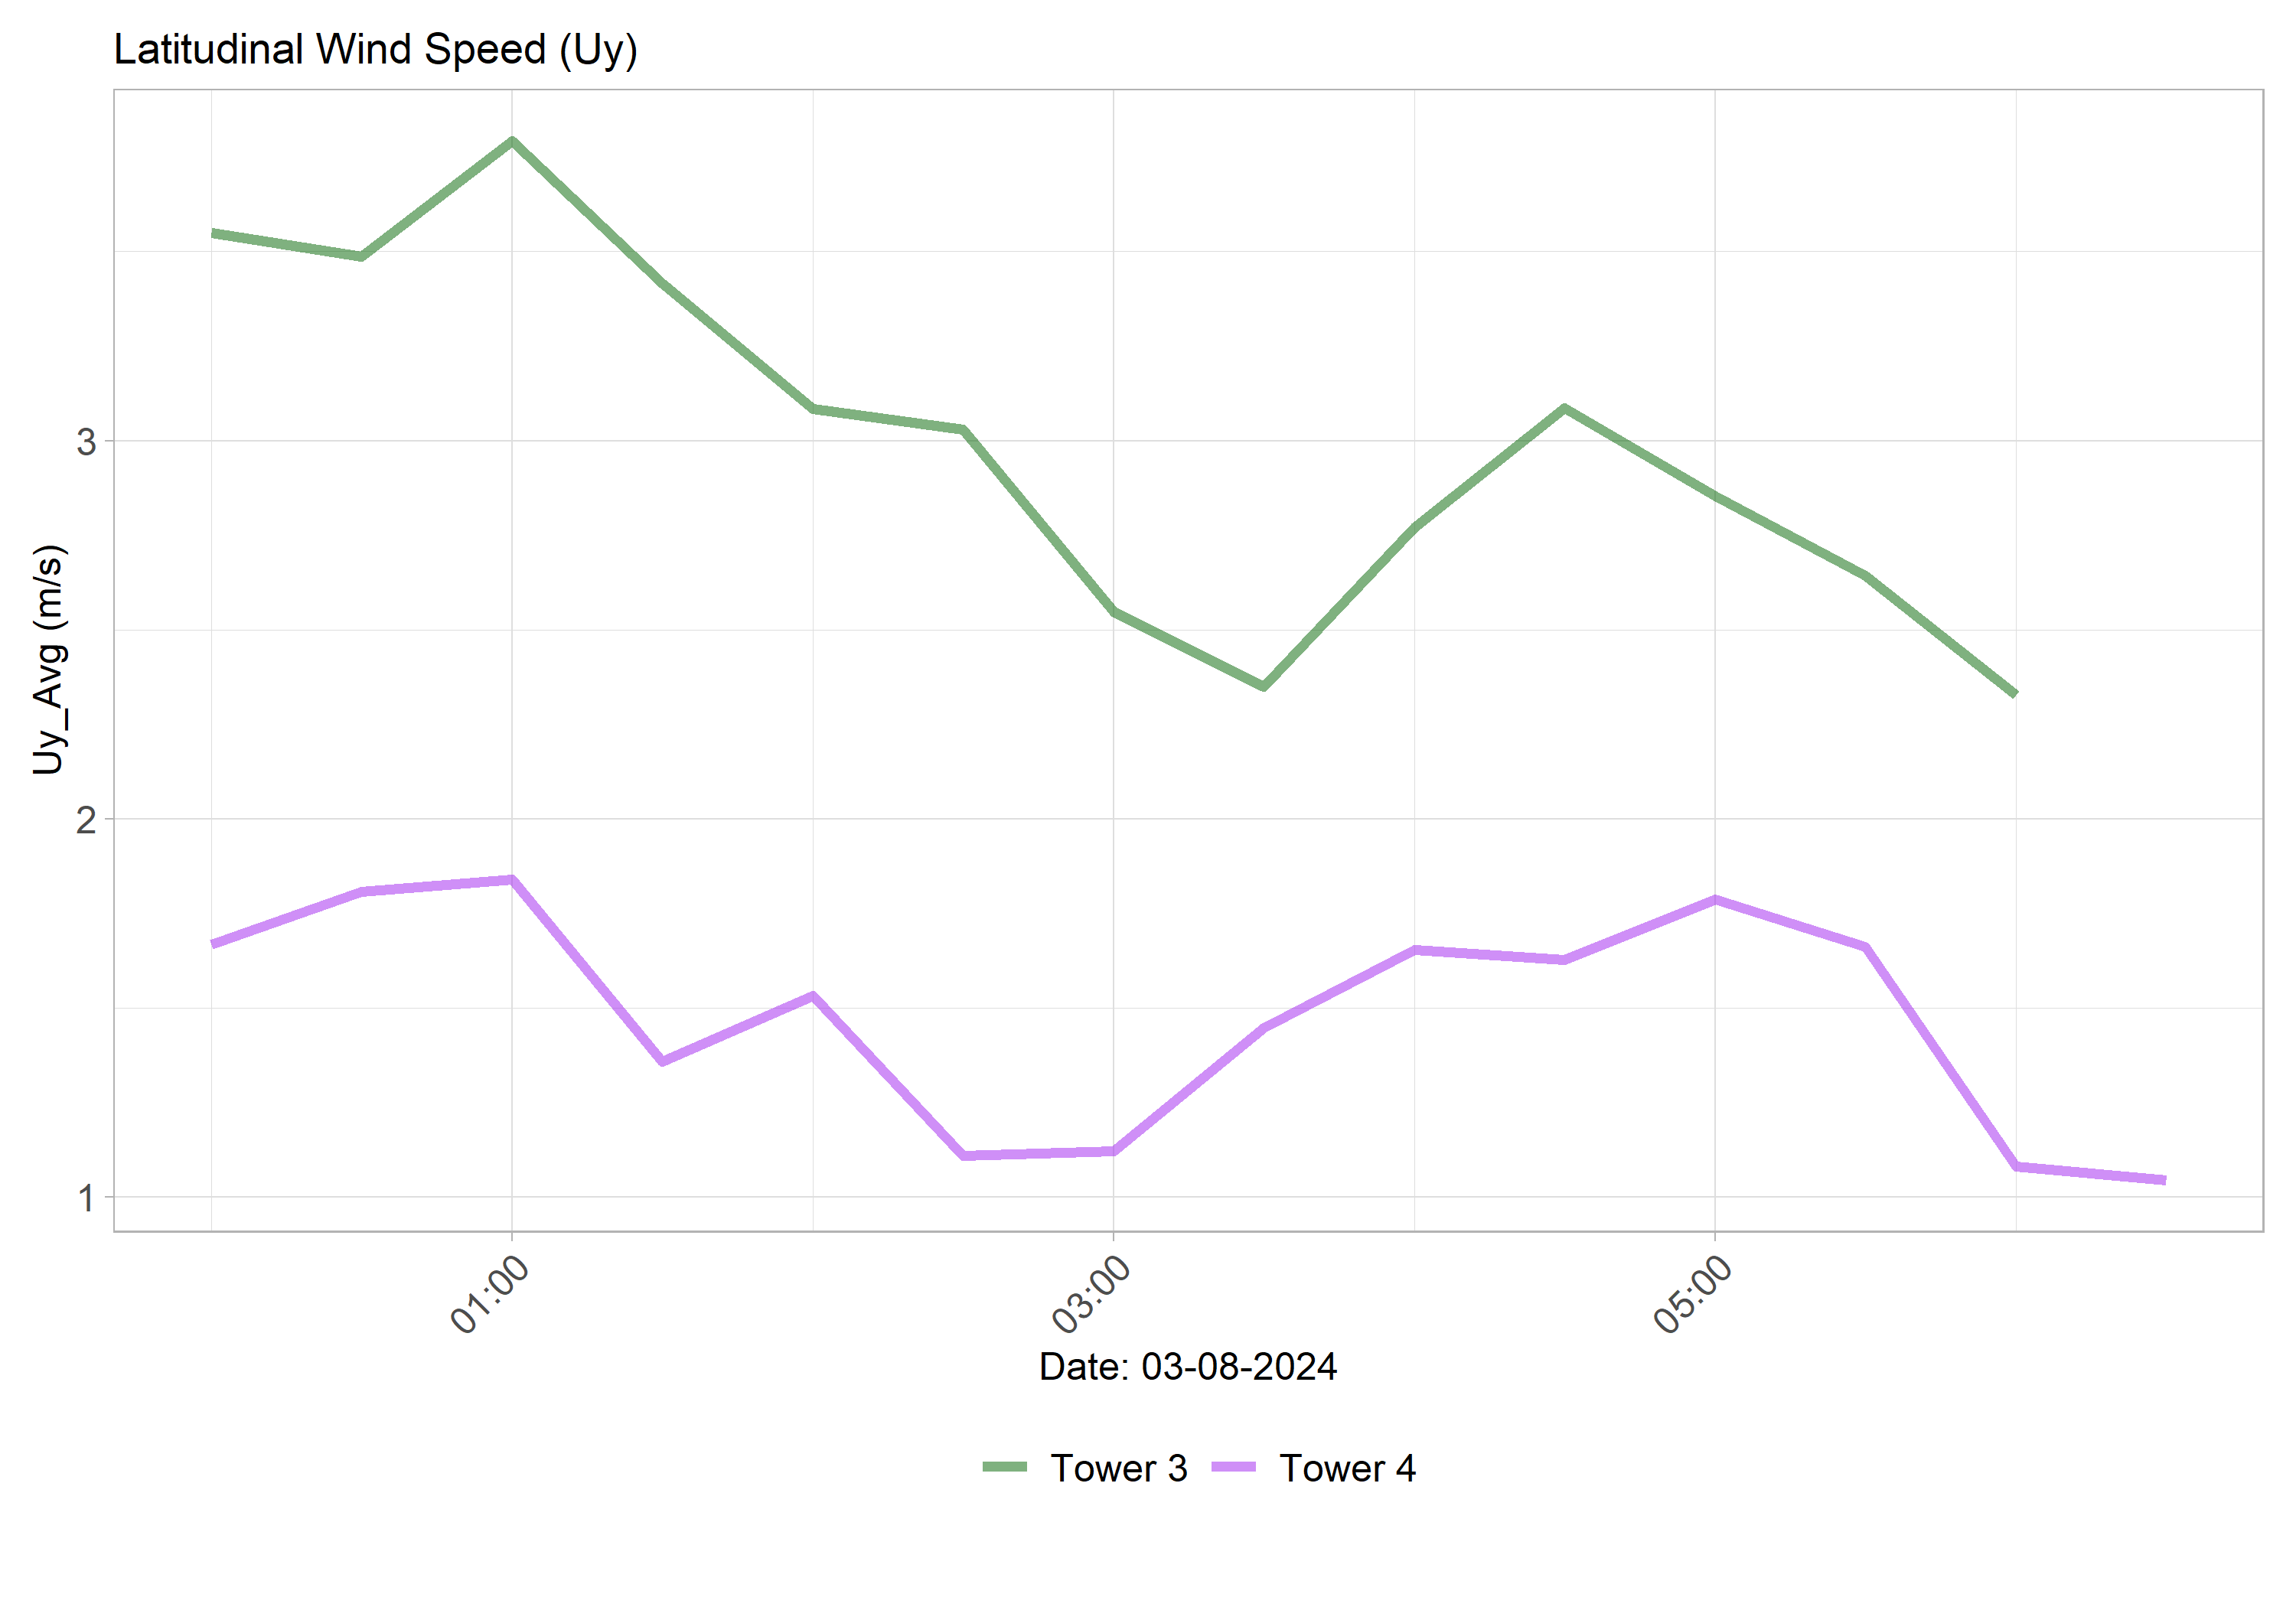 Latitudinal Wind Speed (Uy)
Uy_Avg (m/s)
3
2
1
01:00
03:00
05:00
Date: 03-08-2024
Tower 3
Tower 4